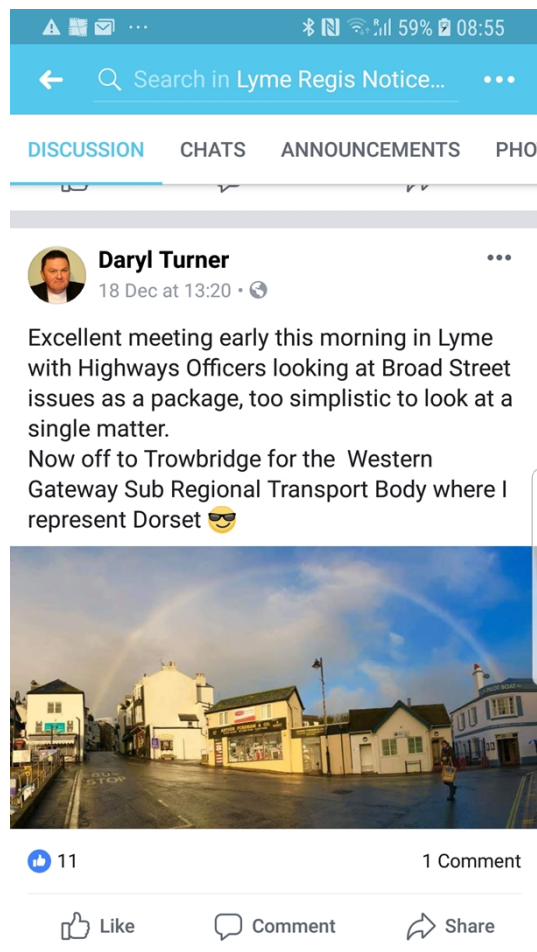 59% 08:55
Search in Lyme Regis Notice...
DISCUSSION CHATS ANNOUNCEMENTS PHO
Daryl Turner
18 Dec at 13:20
Excellent meeting early this morning in Lyme
with Highways Officers looking at Broad Street
issues as a package, too simplistic to look at a
single matter.
Now off to Trowbridge for the Western
Gateway Sub Regional Transport Body where I
represent Dorset
PILOT BOAT
BUS
STOP
11
1 Comment
Like Comment Share